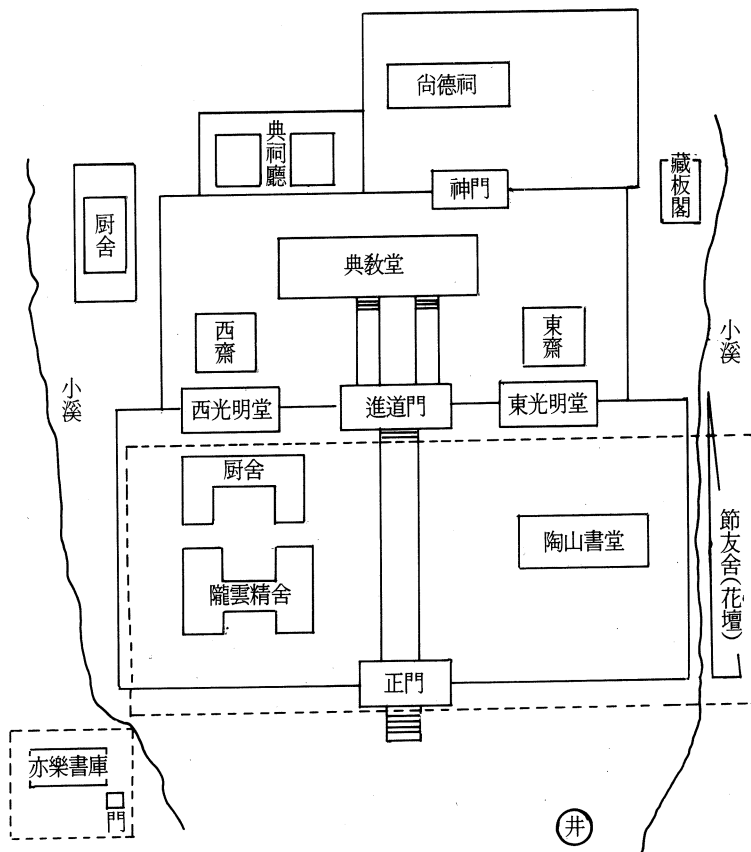 尙德祠
典祠廳
藏板閣
神門
厨舍
典敎堂
西齋
東齋
小溪
小溪
西光明堂
進道門
東光明堂
厨舍
陶山書堂
節友舍(花壇)
隴雲精舍
正門
亦樂書庫
門
井